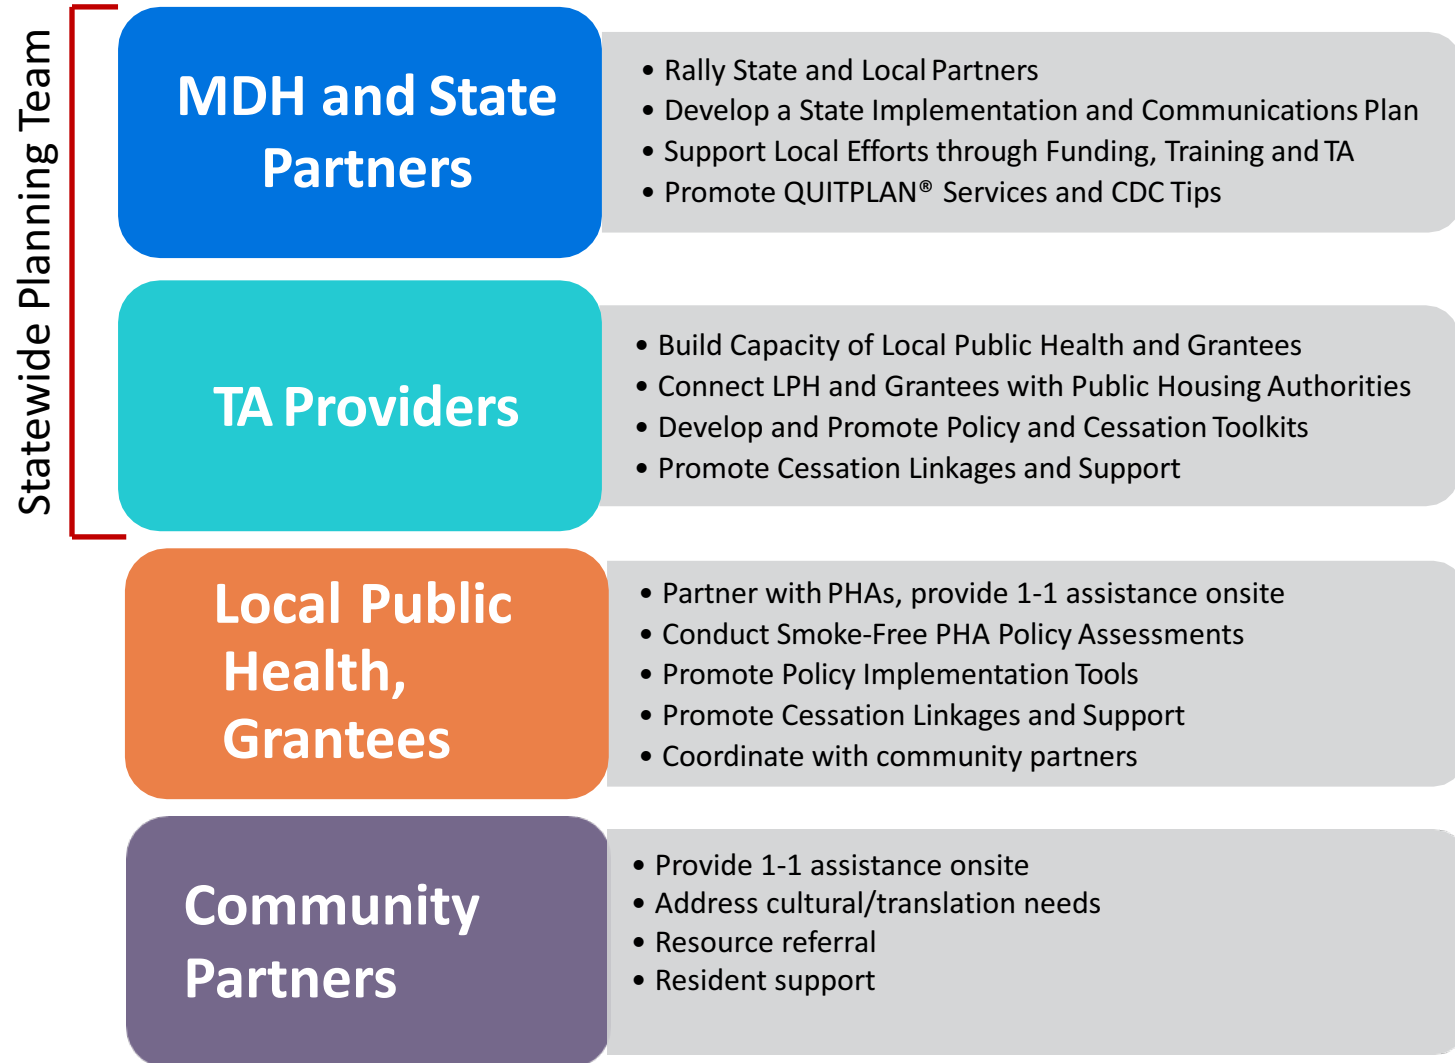 Statewide Planning Team
MDH and State
Partners
• Rally State and Local Partners
• Develop a State Implementation and Communications Plan
• Support Local Efforts through Funding, Training and TA
• Promote QUITPLAN® Services and CDC Tips
TA Providers
• Build Capacity of Local Public Health and Grantees
• Connect LPH and Grantees with Public Housing Authorities
• Develop and Promote Policy and Cessation Toolkits
• Promote Cessation Linkages and Support
Local Public
Health,
Grantees
• Partner with PHAs, provide 1-1 assistance onsite
• Conduct Smoke-Free PHA Policy Assessments
• Promote Policy Implementation Tools
• Promote Cessation Linkages and Support
• Coordinate with community partners
Community
Partners
• Provide 1-1 assistance onsite
• Address cultural/translation needs
• Resource referral
• Resident support